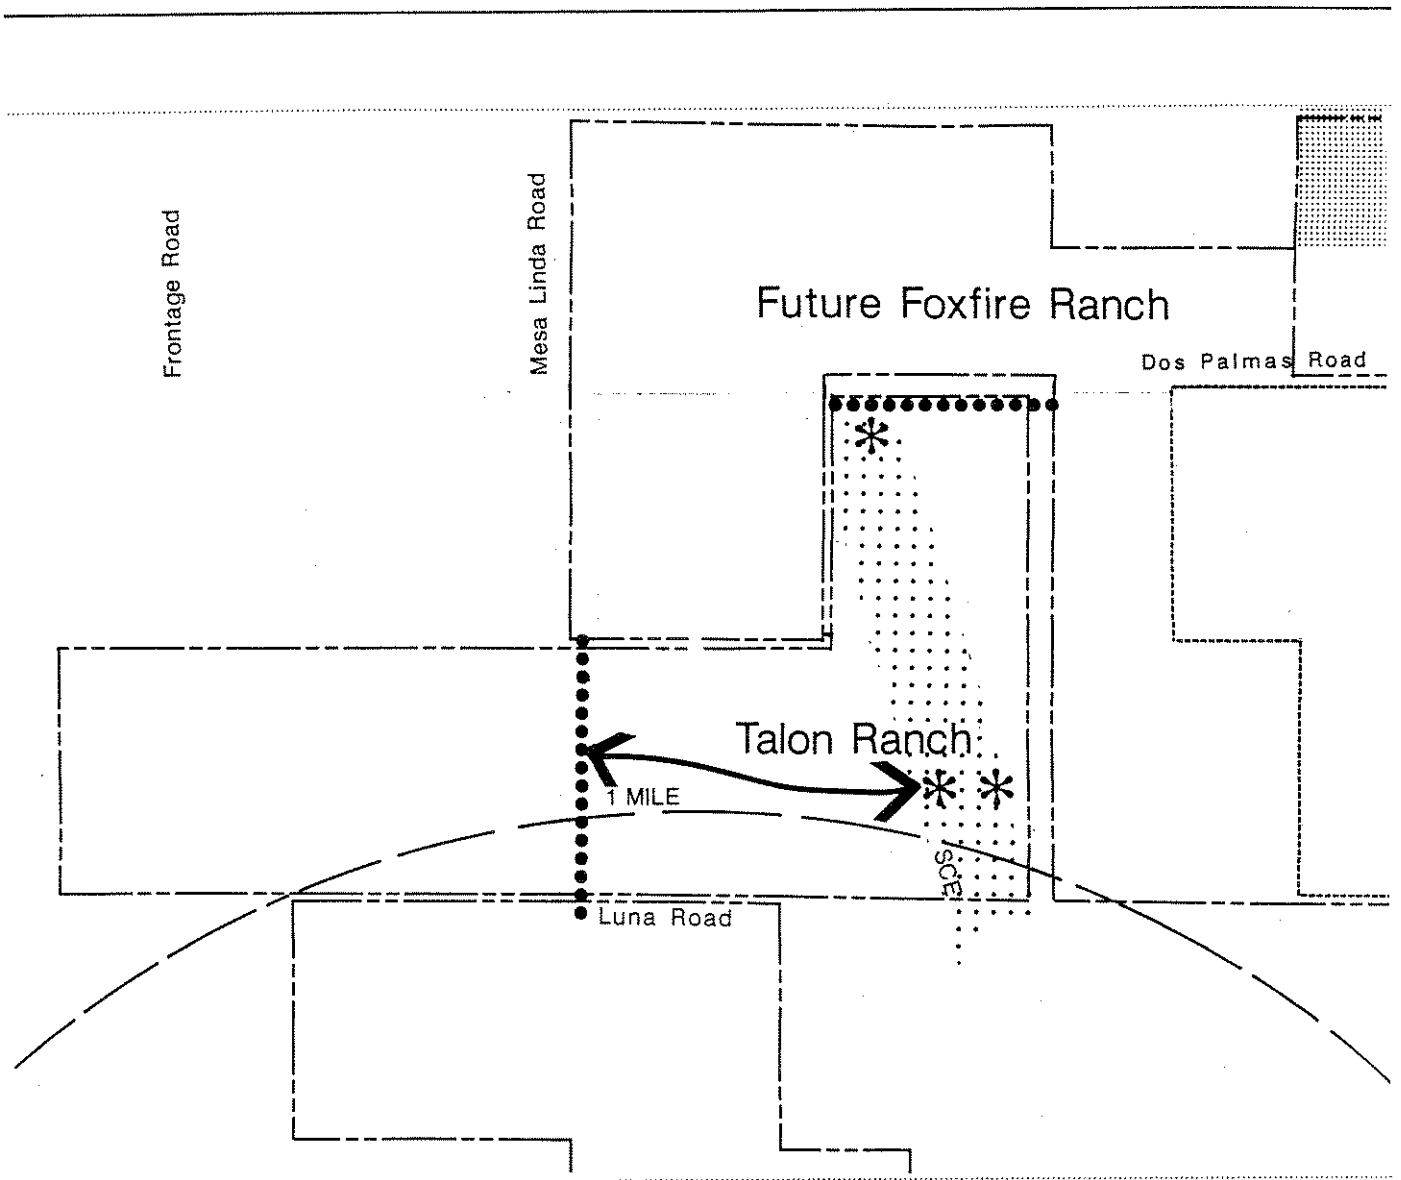 Frontage Road
Mesa Linda Road
Future Foxfire Ranch
Dos Palmas Road
Talon Ranch
1 MILE
SCE
Luna Road